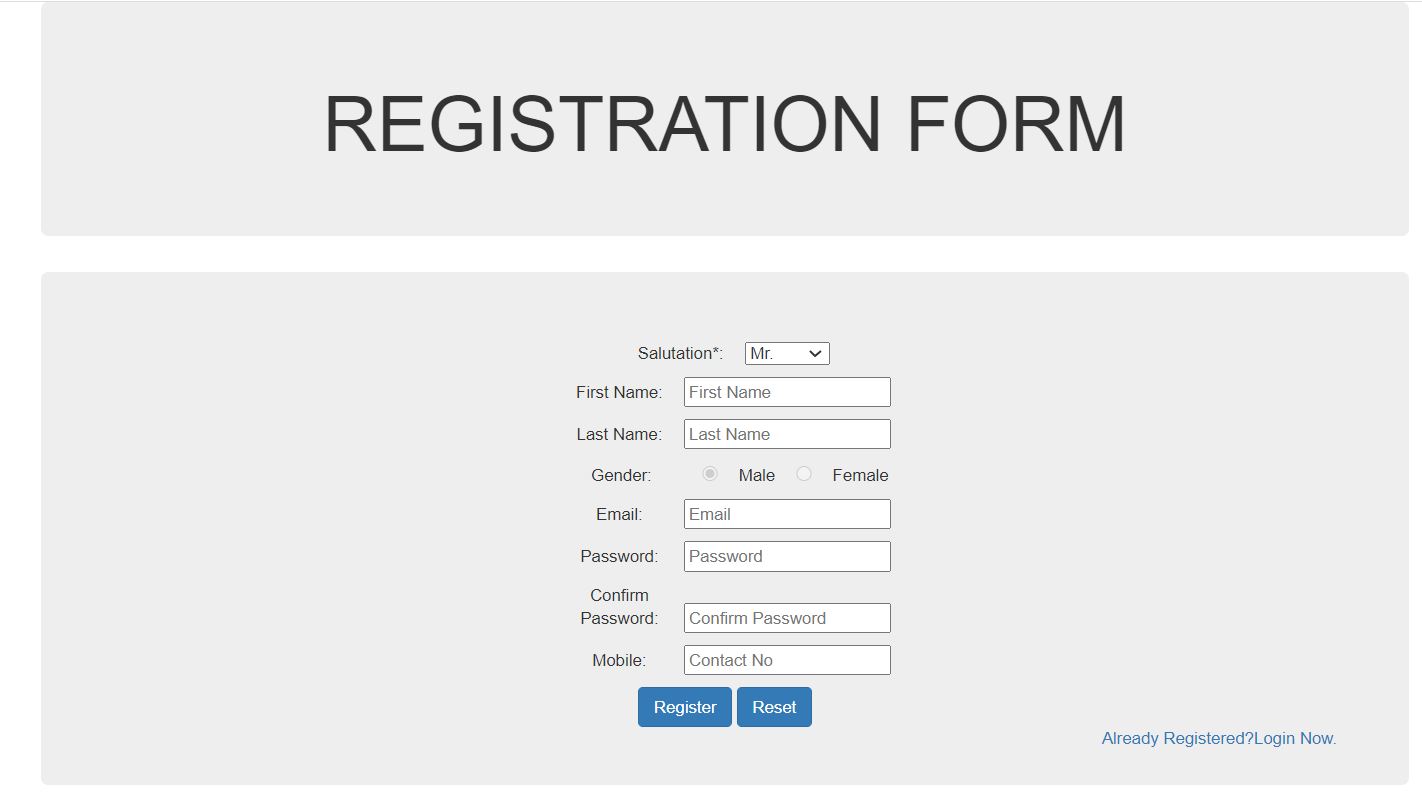 REGISTRATION FORM
Salutation*: Mr.
First Name: First Name
Last Name: Last Name
Gender: Male Female
Email: Email
Password: Password
Confirm
Password: Confirm Password
Mobile: Contact No
Register Reset
Already Registered?Login Now.